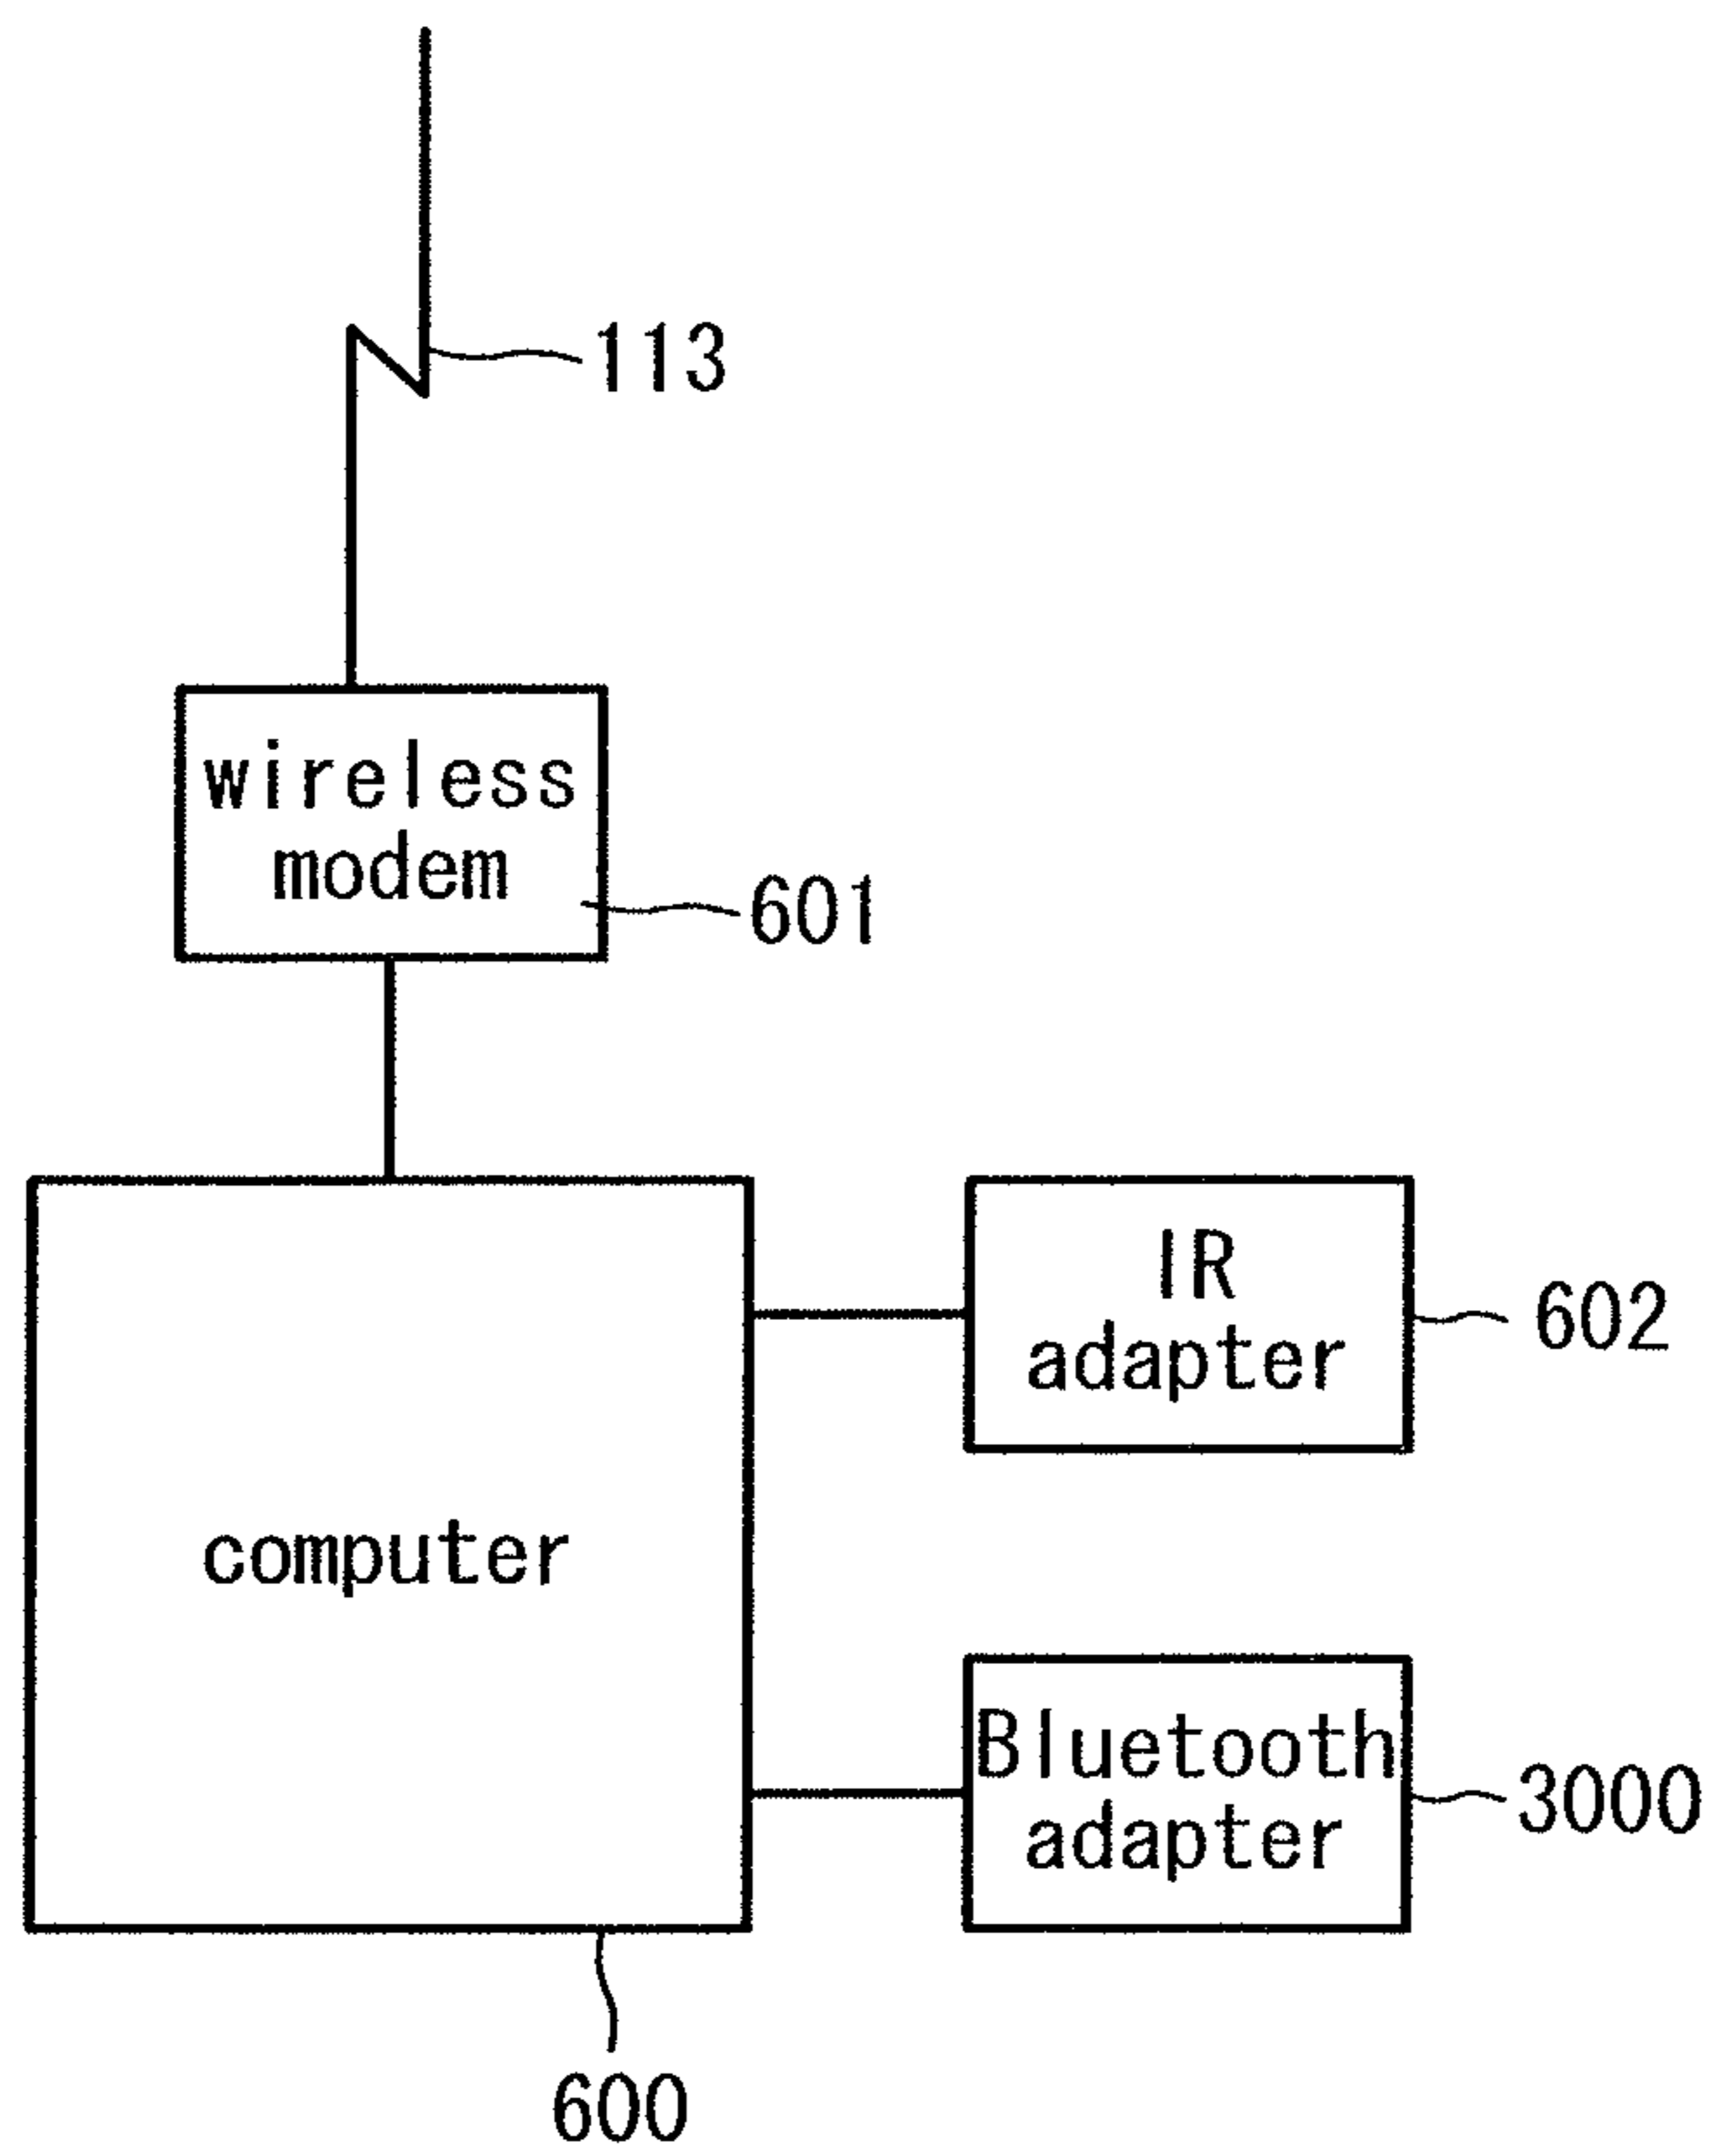 113
wireless
modem
601
IR
adapter
602
computer
Bluetooth
adapter
3000
600